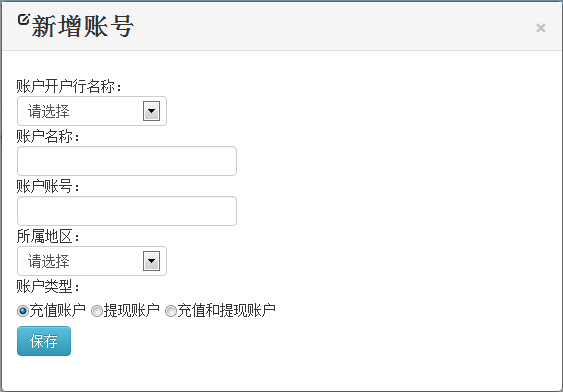 新增账号
×
账户开户行名称：
请选择
账户名称：
账户账号：
所属地区：
请选择
账户类型：
充值账户 提现账户 充值和提现账户
保存